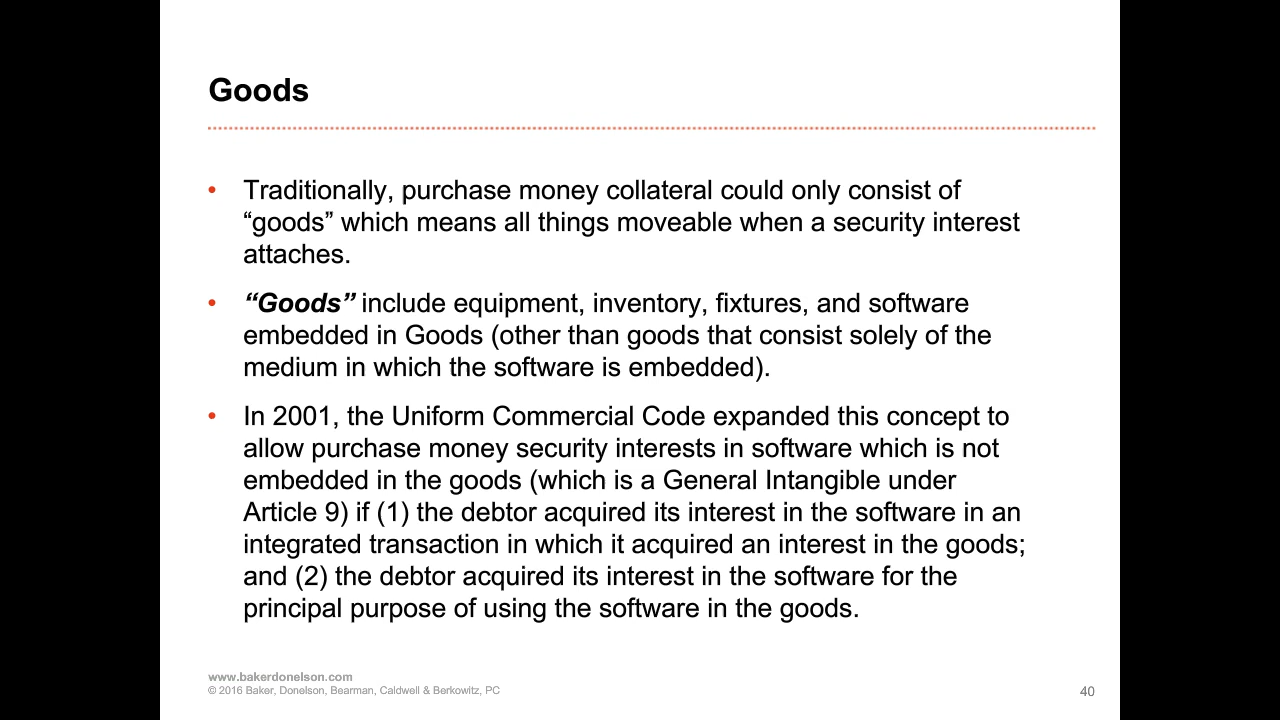 Goods
• Traditionally, purchase money collateral could only consist of
“goods” which means all things moveable when a security interest
attaches.
• “Goods” include equipment, inventory, fixtures, and software
embedded in Goods (other than goods that consist solely of the
medium in which the software is embedded).
• In 2001, the Uniform Commercial Code expanded this concept to
allow purchase money security interests in software which is not
embedded in the goods (which is a General Intangible under
Article 9) if (1) the debtor acquired its interest in the software in an
integrated transaction in which it acquired an interest in the goods;
and (2) the debtor acquired its interest in the software for the
principal purpose of using the software in the goods.
www.bakerdonelson.com
© 2016 Baker, Donelson, Bearman, Caldwell & Berkowitz, PC
40